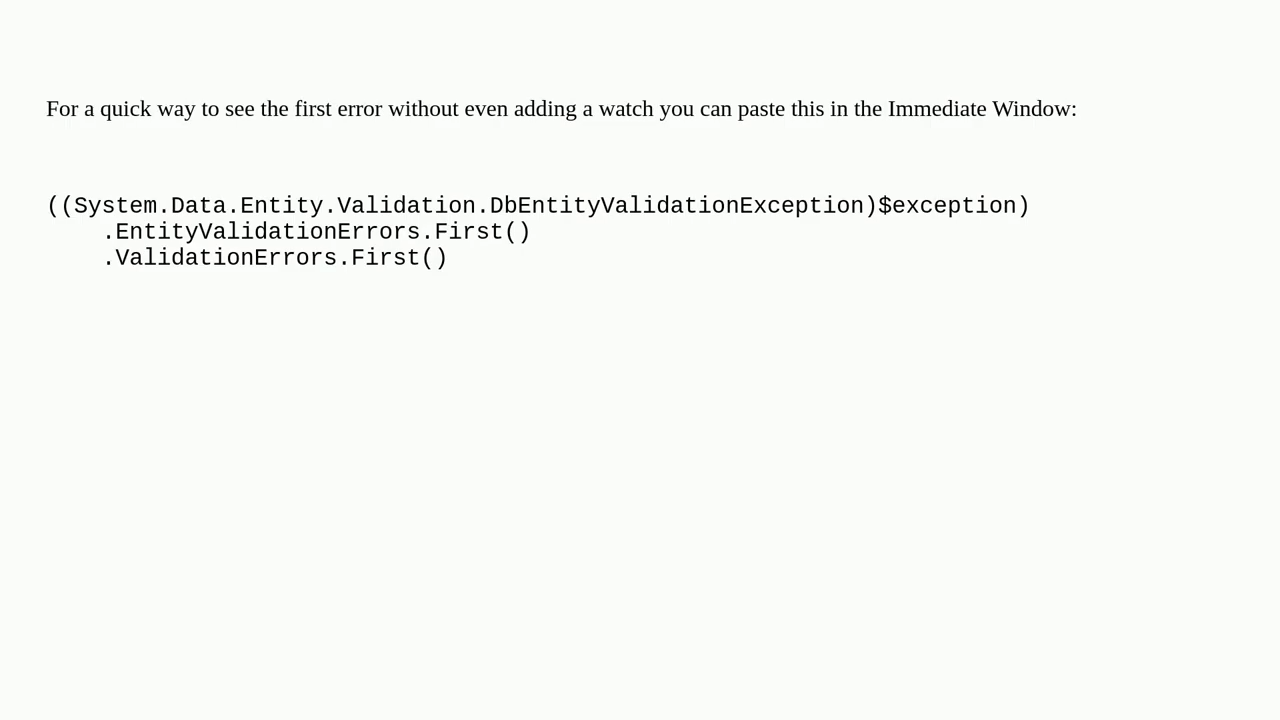 For a quick way to see the first error without even adding a watch you can paste this in the Immediate Window:
((System.Data.Entity.Validation.DbEntityValidationException)$exception)
    .EntityValidationErrors.First()
    .ValidationErrors.First()